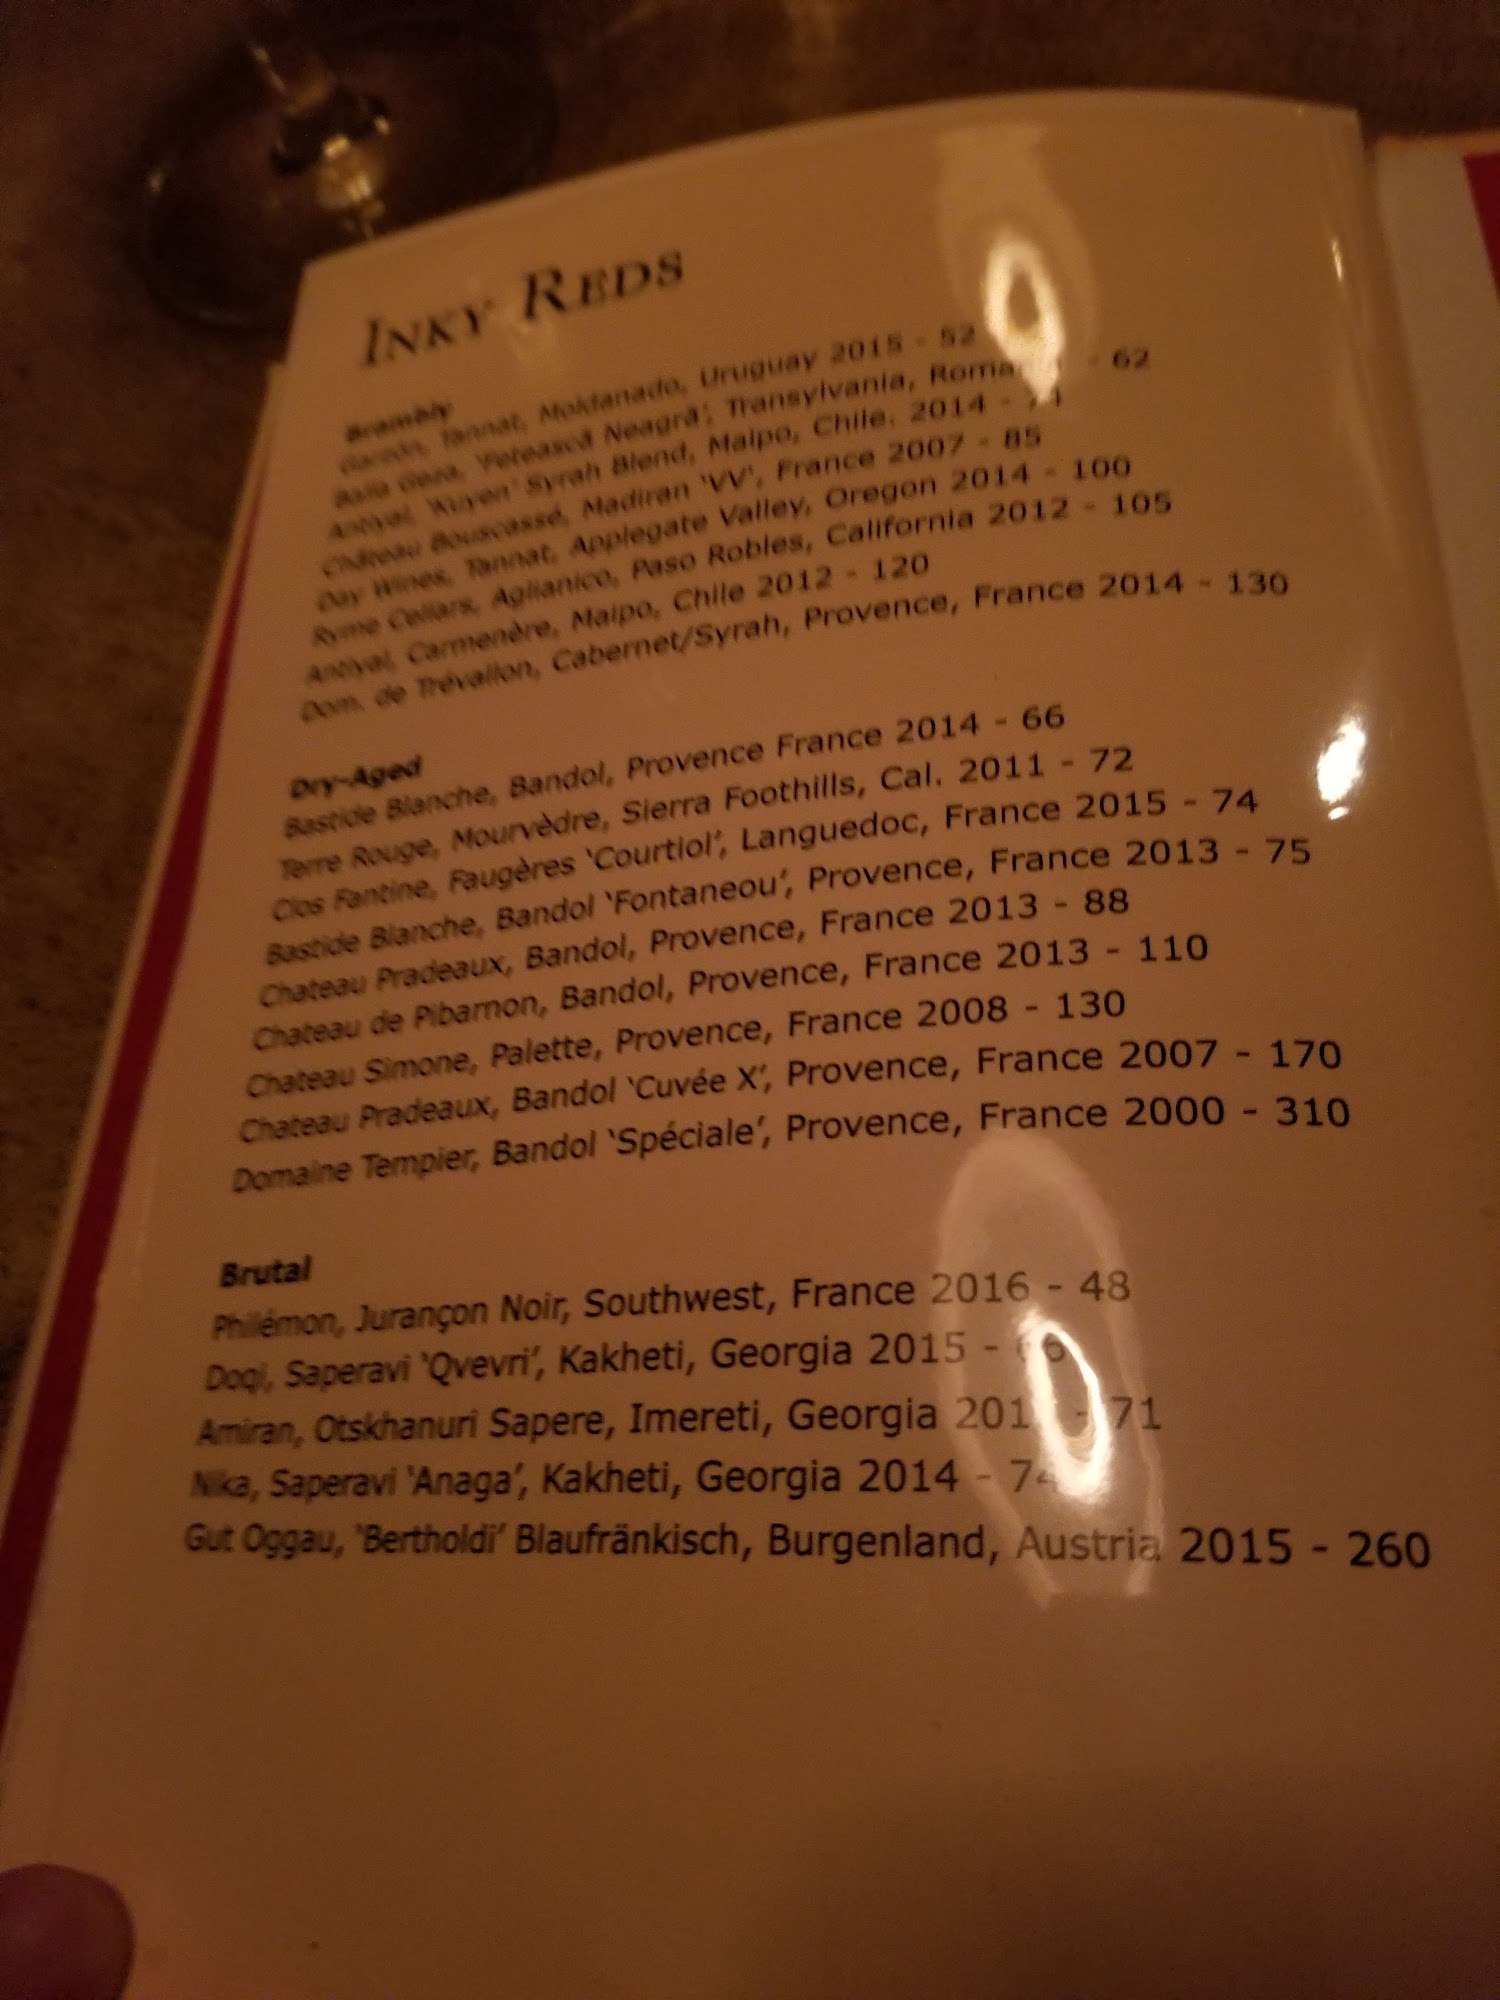 INKY REDS
Brambly
Garzón, Tannat, Moldanado, Uruguay 2015 - 52
Balla Geza, 'Fetească Neagră', Transylvania, - 62
Antiyal, 'Kuyen' Syrah Blend, Maipo, Chile. 2014 -
Château Bouscassé, Madiran 'VV', France 2007 - 85
Day Wines, Tannat, Applegate Valley, Oregon 2014 - 100
Ryme Cellars, Aglianico, Paso Robles, California 2012 - 105
Antiyal, Carmenère, Maipo, Chile 2012 - 120
Dom. de Trévallon, Cabernet/Syrah, Provence, France 2014 - 130
Dry-Aged
Bastide Blanche, Bandol, Provence France 2014 - 66
Terre Rouge, Mourvèdre, Sierra Foothills, Cal. 2011 - 72
Clos Fantine, Faugères 'Courtiol', Languedoc, France 2015 - 74
Bastide Blanche, Bandol 'Fontaneou', Provence, France 2013 - 75
Chateau Pradeaux, Bandol, Provence, France 2013 - 88
Chateau de Pibarnon, Bandol, Provence, France 2013 - 110
Chateau Simone, Palette, Provence, France 2008 - 130
Chateau Pradeaux, Bandol 'Cuvée X', Provence, France 2007 - 170
Domaine Tempier, Bandol 'Spéciale', Provence, France 2000 - 310
Brutal
Philémon, Jurançon Noir, Southwest, France 2016 - 48
Doqi, Saperavi 'Qvevri', Kakheti, Georgia 2015 -
Amiran, Otskhanuri Sapere, Imereti, Georgia - 71
Nika, Saperavi 'Anaga', Kakheti, Georgia 2014 - 74
Gut Oggau, 'Bertholdi' Blaufränkisch, Burgenland, Austria 2015 - 260